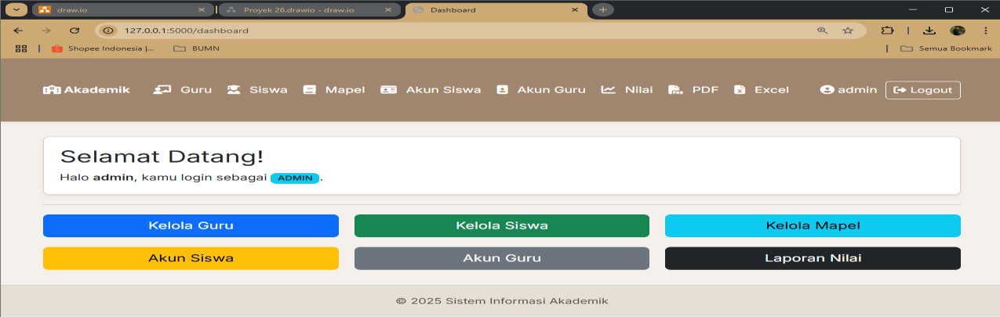 draw.io
Proyek 26.drawio - draw.io
Dashboard
127.0.0.1:5000/dashboard
Shopee Indonesia |...
BUMN
Semua Bookmark
Akademik Guru Siswa Mapel Akun Siswa Akun Guru Nilai PDF Excel admin Logout
Selamat Datang!
Halo admin, kamu login sebagai ADMIN.
Kelola Guru Kelola Siswa Kelola Mapel
Akun Siswa Akun Guru Laporan Nilai
© 2025 Sistem Informasi Akademik